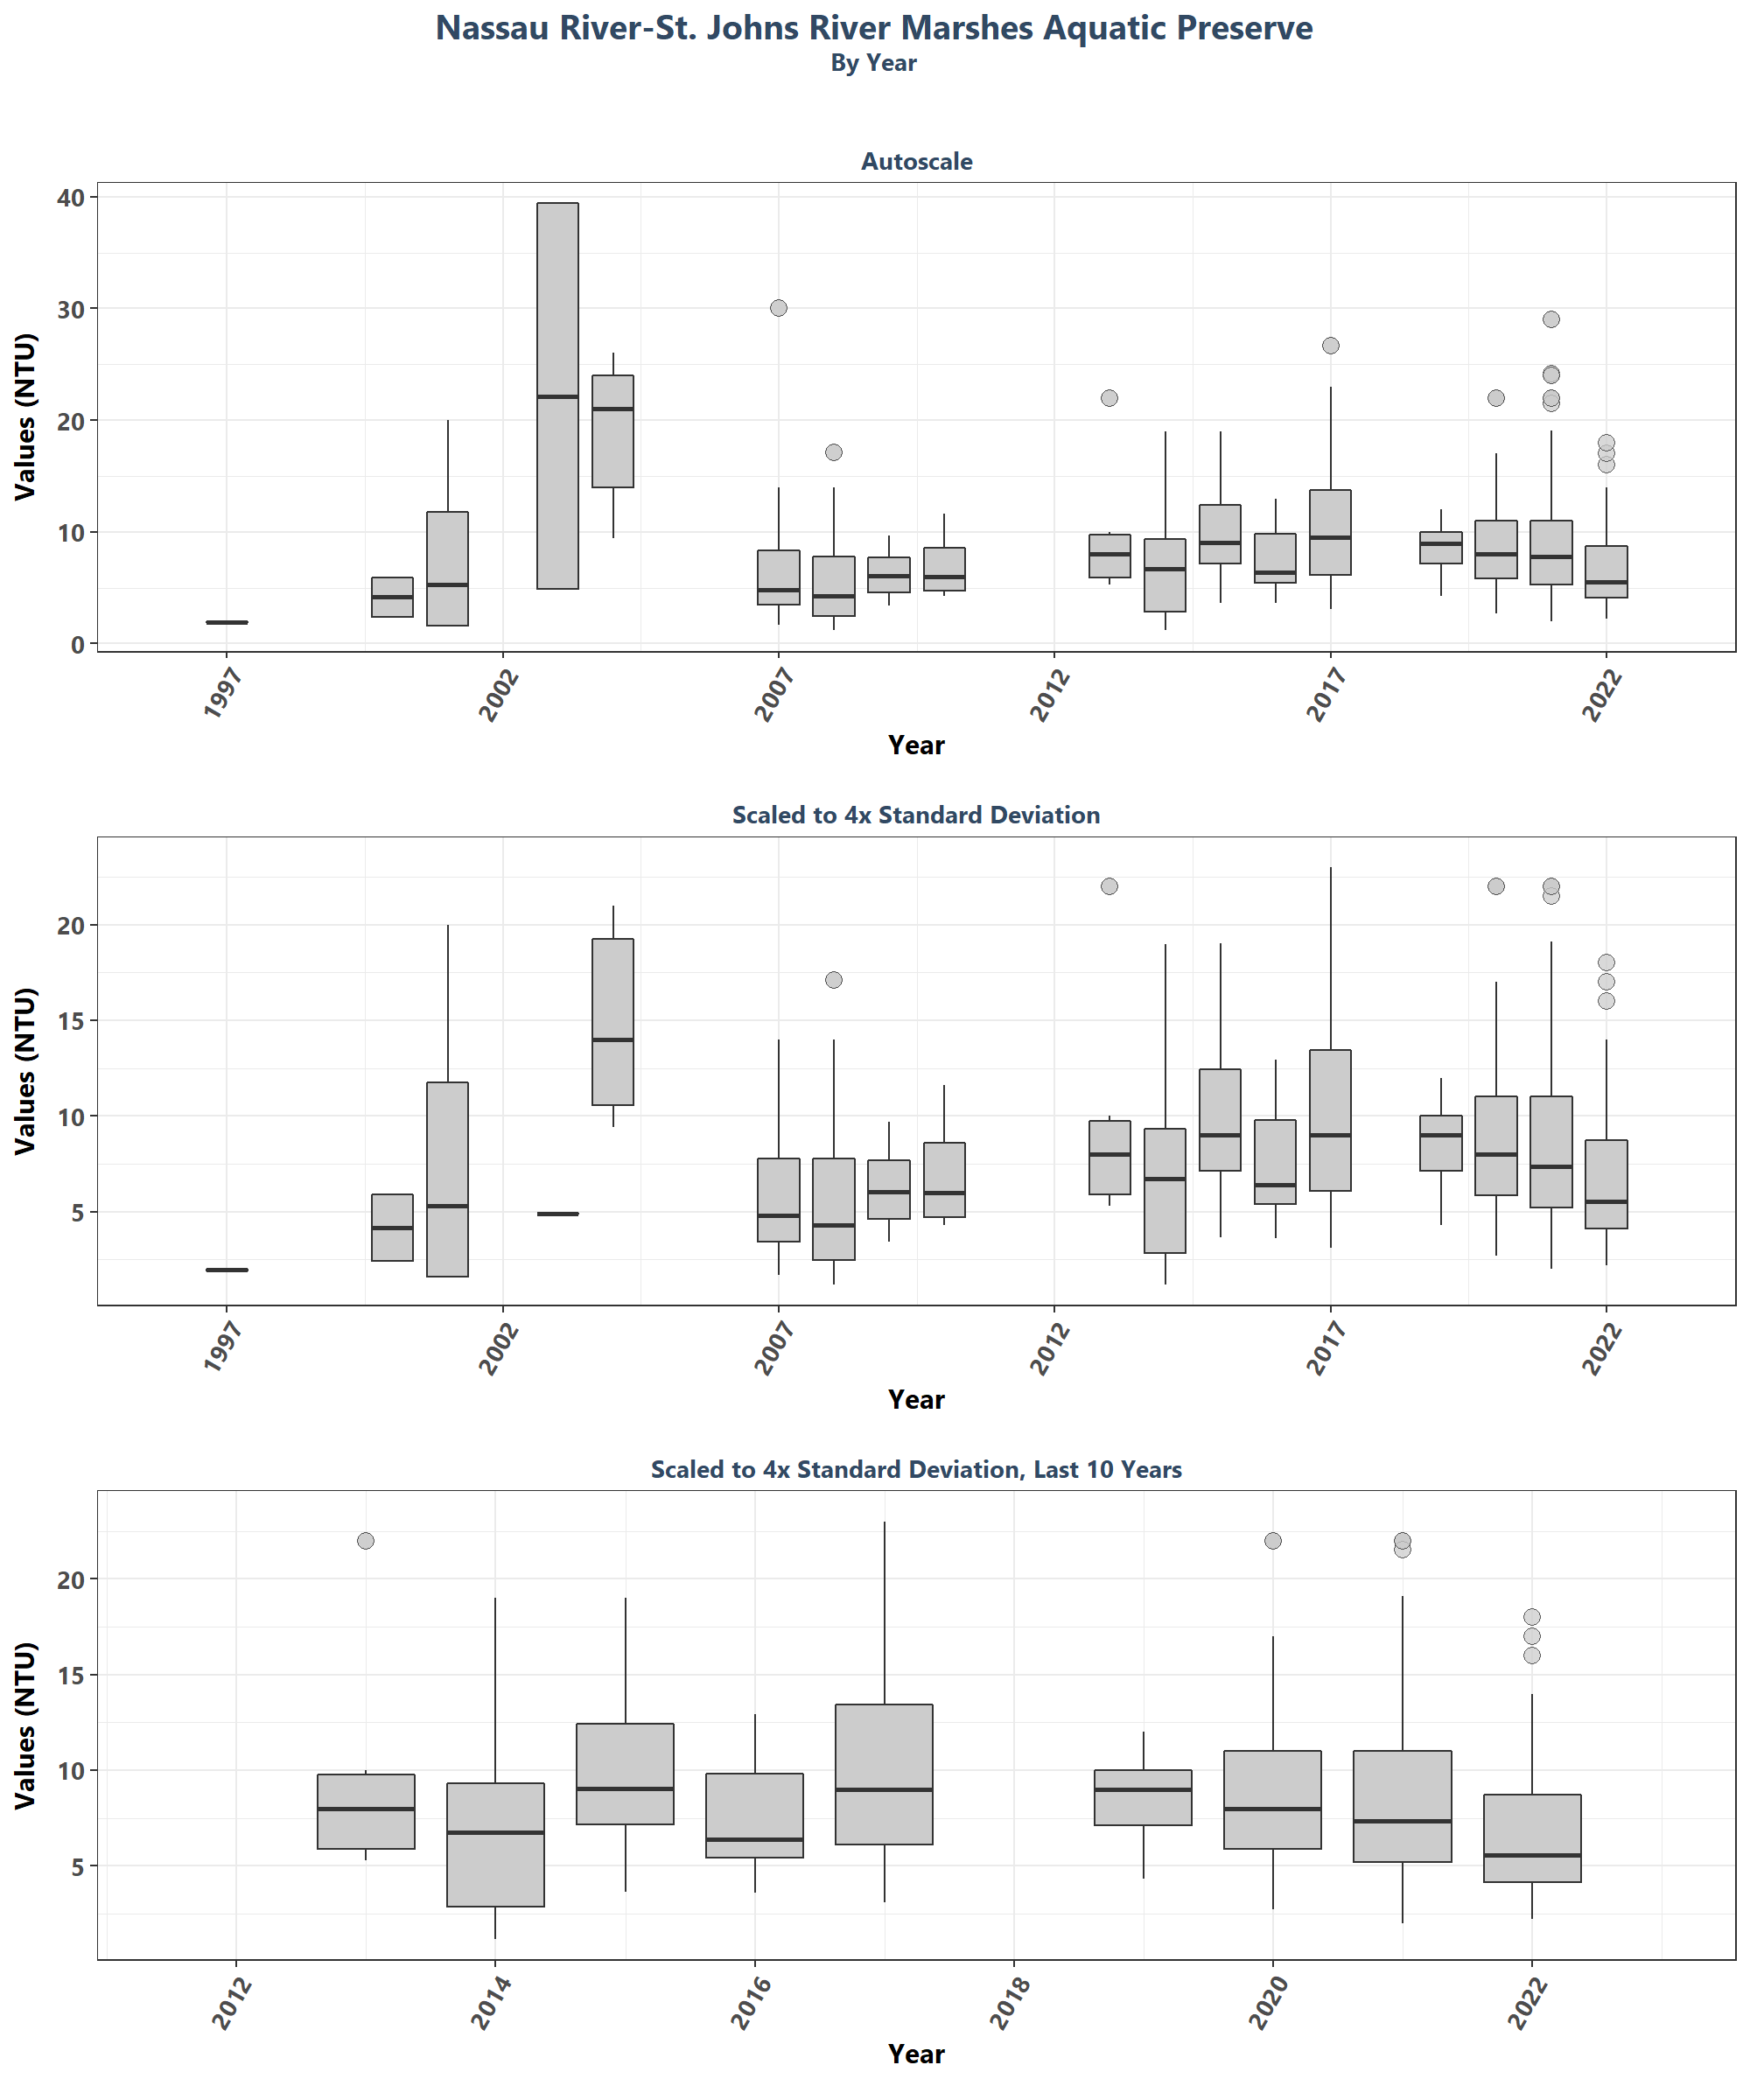 Nassau River-St. Johns River Marshes Aquatic Preserve
By Year
Autoscale
Values (NTU)
40
30
20
10
0
1997
2002
2007
2012
2017
2022
Year
Scaled to 4x Standard Deviation
Values (NTU)
20
15
10
5
1997
2002
2007
2012
2017
2022
Year
Scaled to 4x Standard Deviation, Last 10 Years
Values (NTU)
20
15
10
5
2012
2014
2016
2018
2020
2022
Year